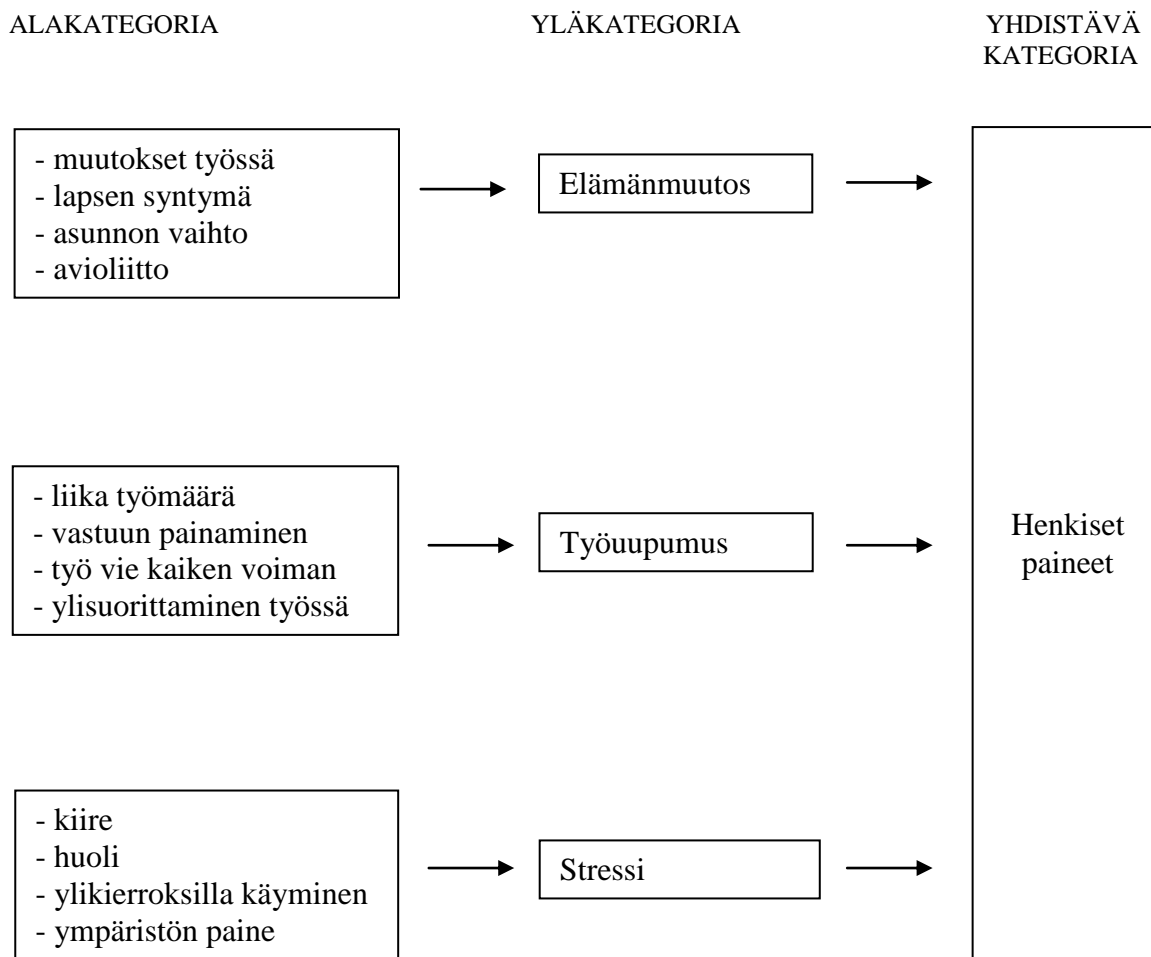 ALAKATEGORIA
YLÄKATEGORIA
YHDISTÄVÄ
KATEGORIA
- muutokset työssä
- lapsen syntymä
- asunnon vaihto
- avioliitto
Elämänmuutos
- liika työmäärä
- vastuun painaminen
- työ vie kaiken voiman
- ylisuorittaminen työssä
Työuupumus
Henkiset
paineet
- kiire
- huoli
- ylikierroksilla käyminen
- ympäristön paine
Stressi